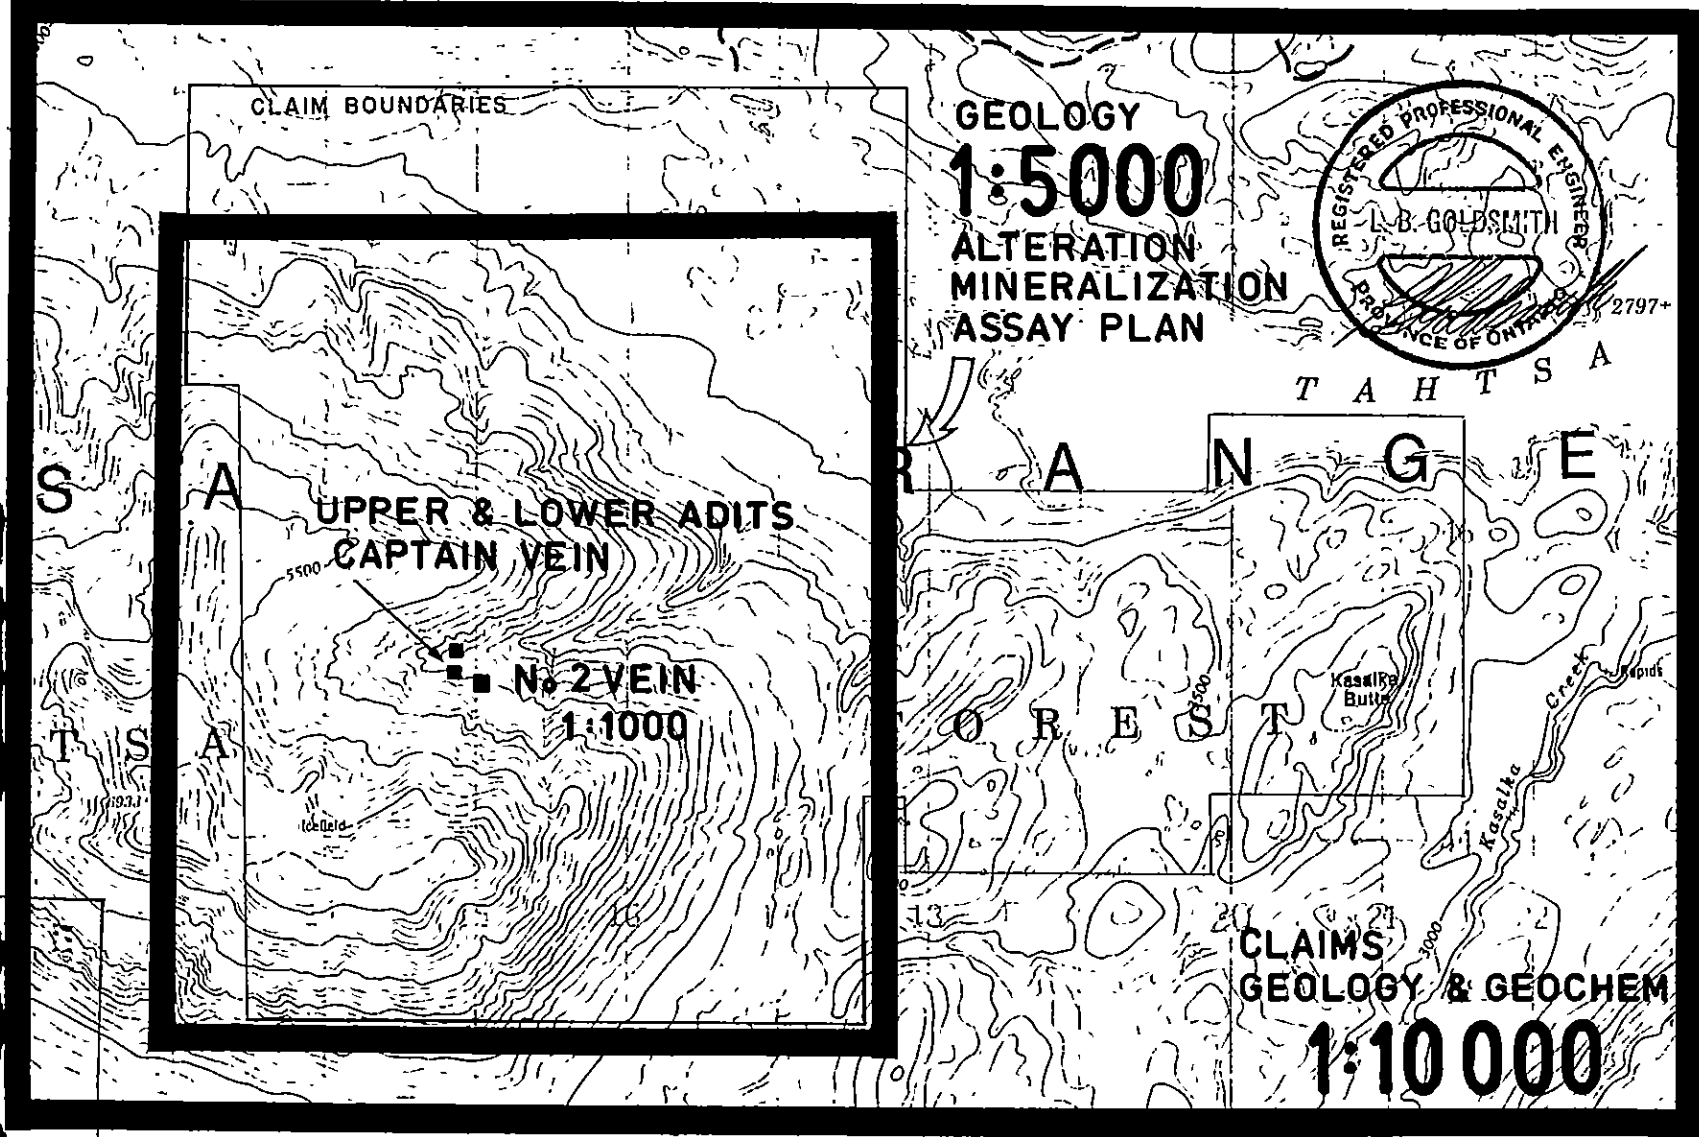 CLAIM BOUNDARIES
GEOLOGY
1:5000
ALTERATION
MINERALIZATION
ASSAY PLAN
REGISTERED PROFESSIONAL ENGINEER
L. B. GOLDSMITH
PROVINCE OF ONTARIO
2797+
TAHTSA
S A R A N G E
UPPER & LOWER ADITS
CAPTAIN VEIN
5500
No 2 VEIN
1:1000
Kasalka
Butte
Creek
Rapids
3500
T S A
O R E S T
Icefield
Kasalka
16
13
20
21
3000
CLAIMS
GEOLOGY & GEOCHEM
1:10 000